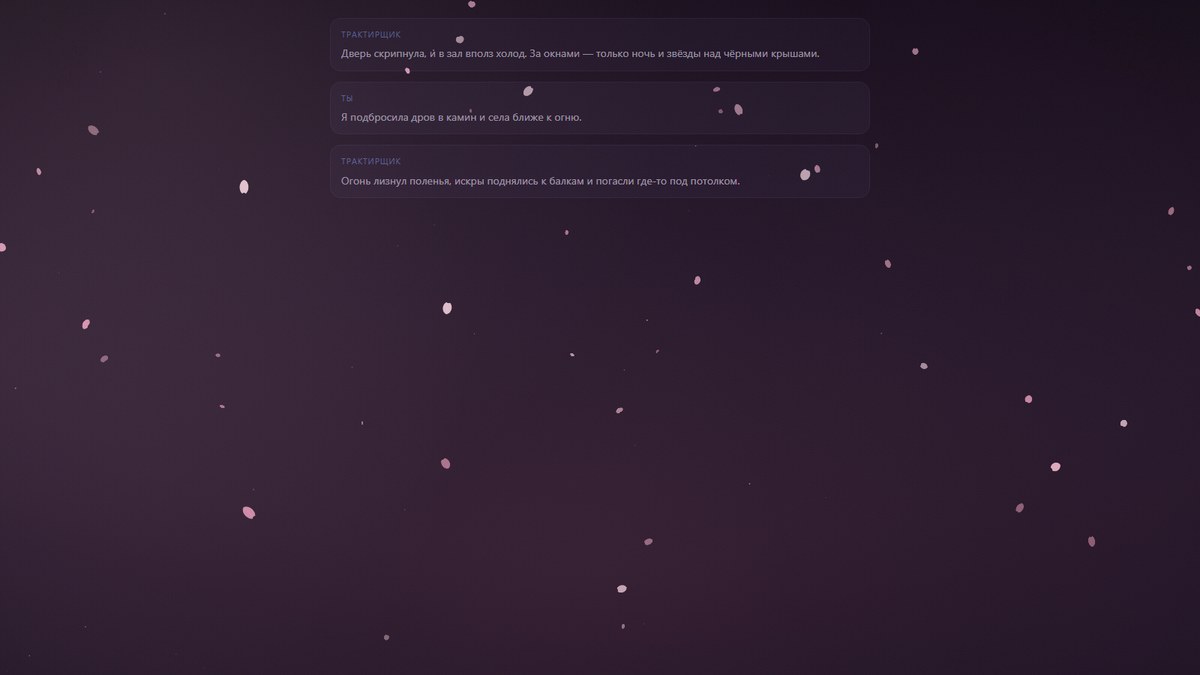 ТРАКТИРЩИК
Дверь скрипнула, и в зал вполз холод. За окнами — только ночь и звёзды над чёрными крышами.
ТЫ
Я подбросила дров в камин и села ближе к огню.
ТРАКТИРЩИК
Огонь лизнул поленья, искры поднялись к балкам и погасли где-то под потолком.